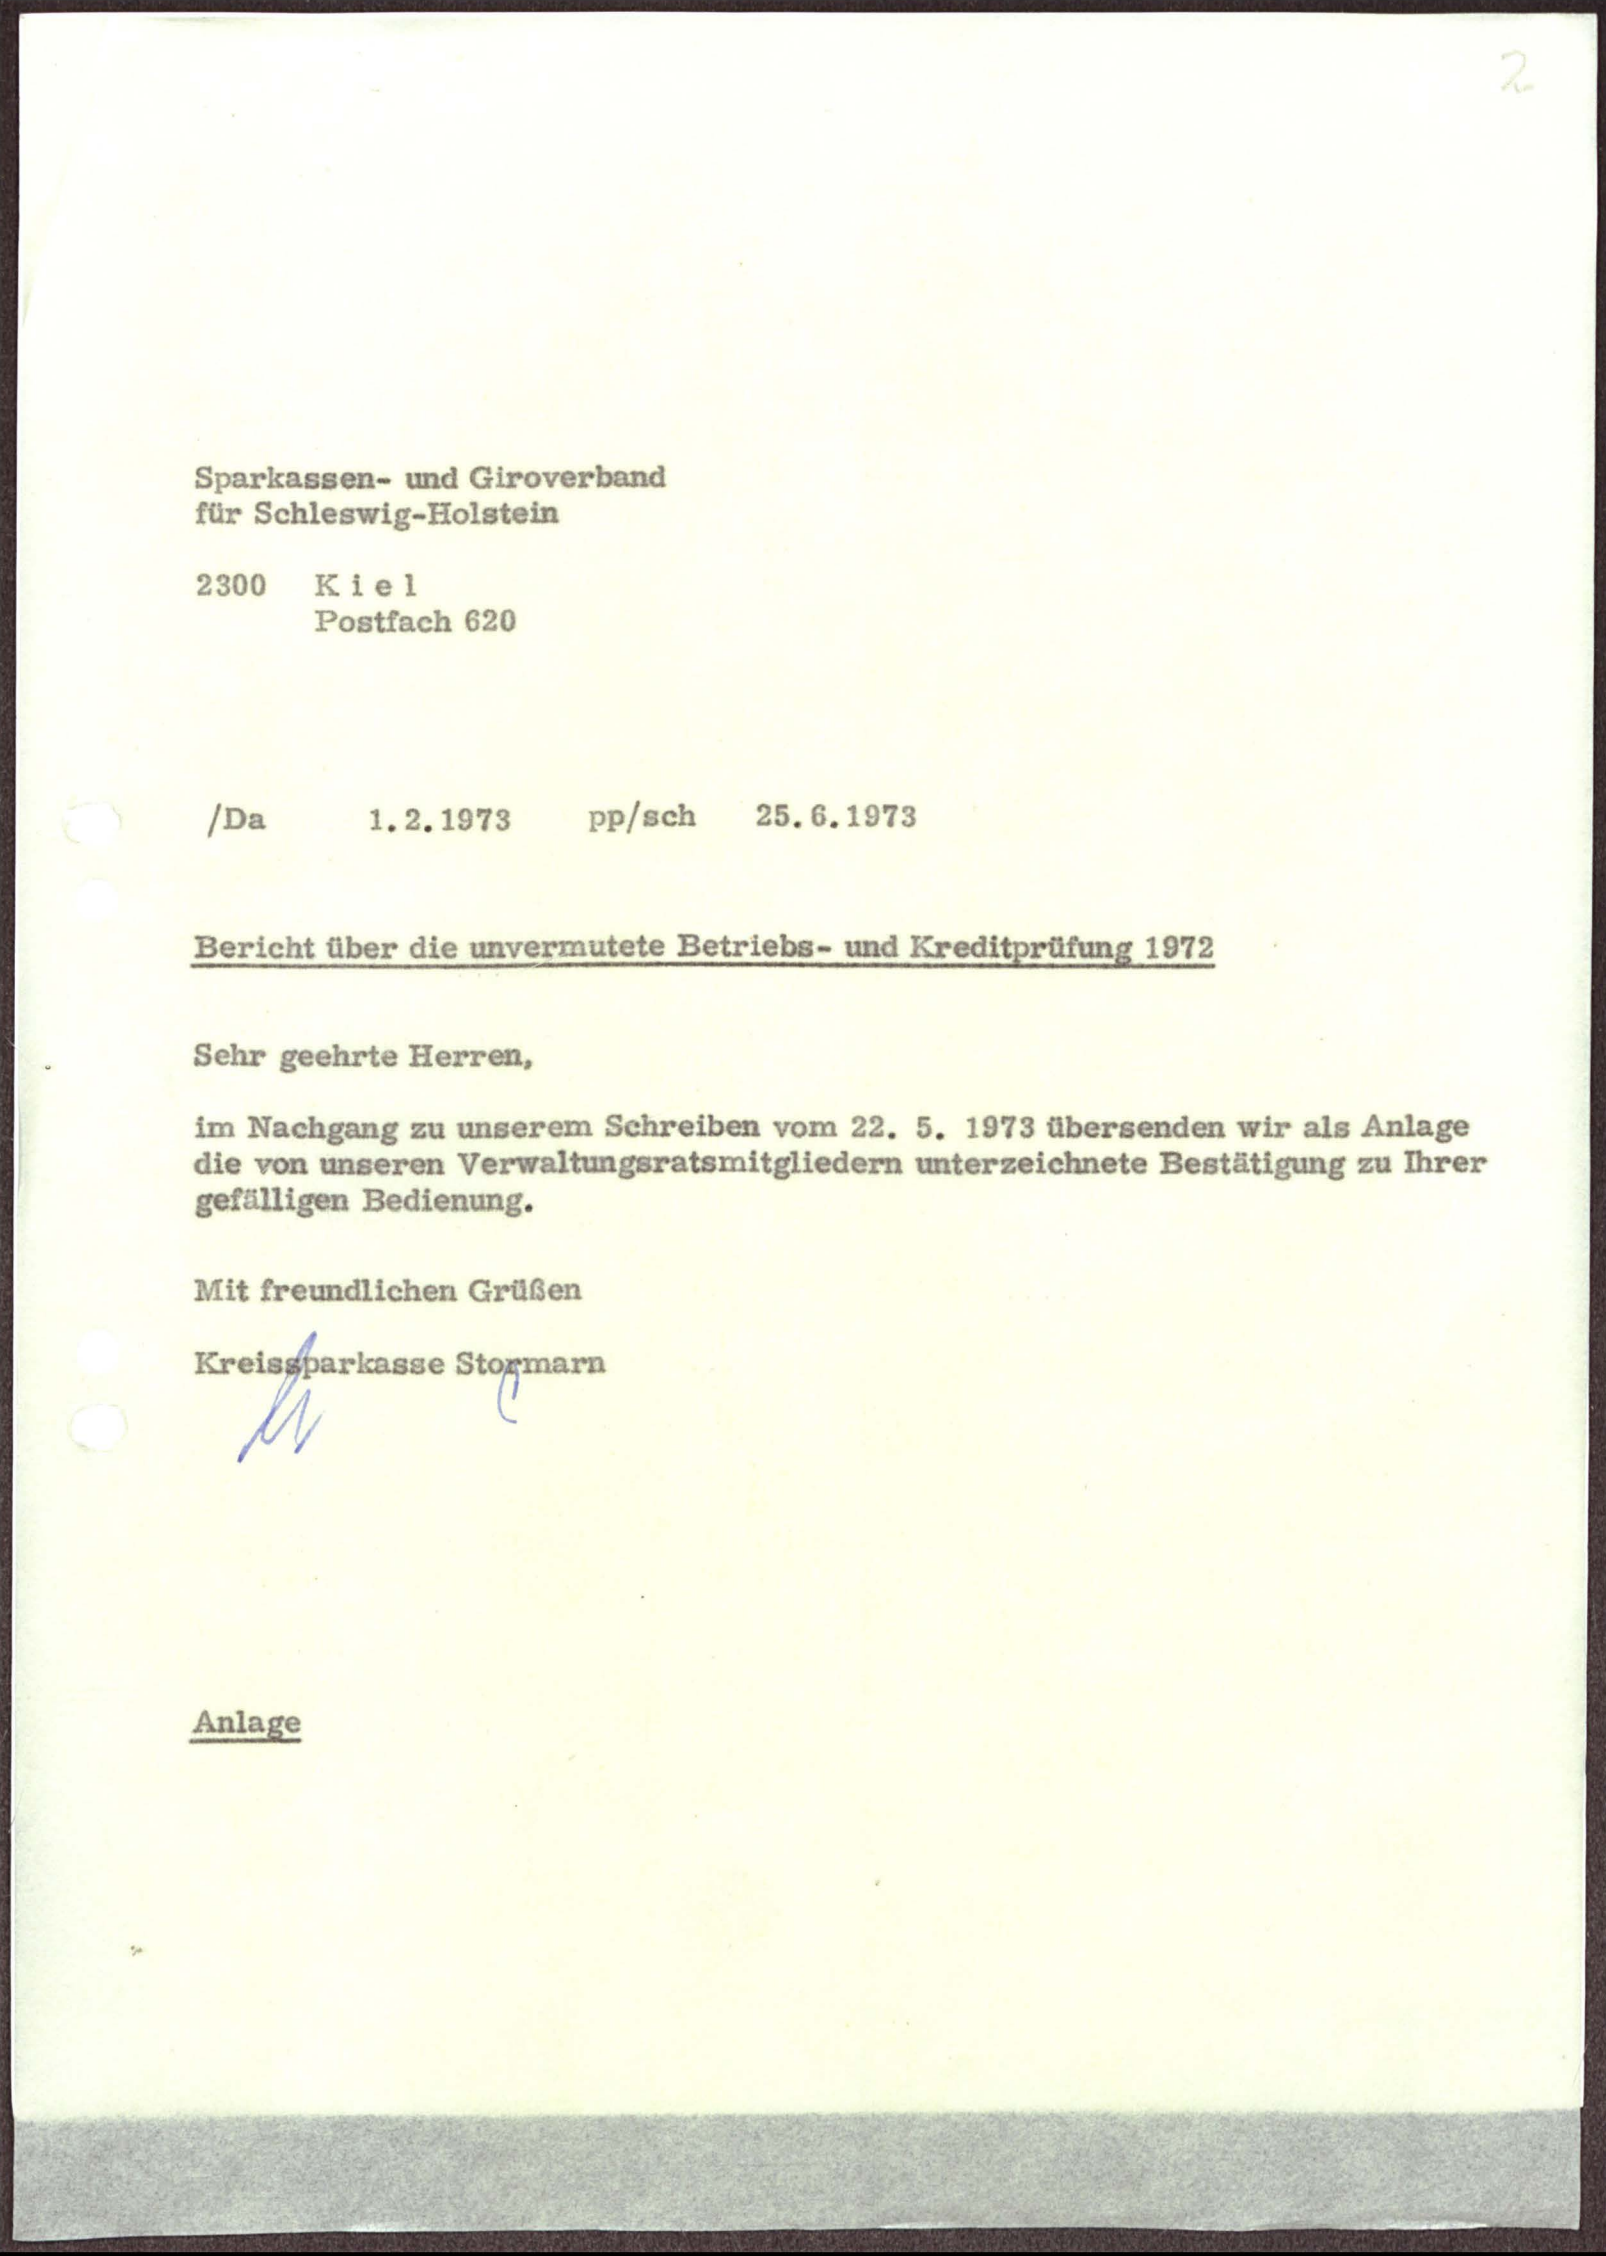 2
Sparkassen- und Giroverband
für Schleswig-Holstein
2300 K i e l
Postfach 620
/Da 1.2.1973 pp/sch 25.6.1973
Bericht über die unvermutete Betriebs- und Kreditprüfung 1972
Sehr geehrte Herren,
im Nachgang zu unserem Schreiben vom 22. 5. 1973 übersenden wir als Anlage
die von unseren Verwaltungsratsmitgliedern unterzeichnete Bestätigung zu Ihrer
gefälligen Bedienung.
Mit freundlichen Grüßen
Kreissparkasse Stormarn
Anlage